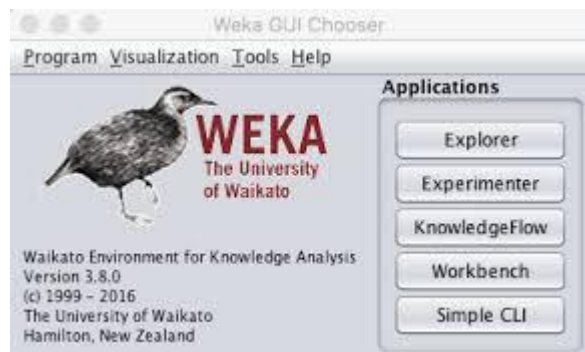 Weka GUI Chooser
Program Visualization Tools Help
WEKA
The University
of Waikato
Waikato Environment for Knowledge Analysis
Version 3.8.0
(c) 1999 – 2016
The University of Waikato
Hamilton, New Zealand
Applications
Explorer
Experimenter
KnowledgeFlow
Workbench
Simple CLI